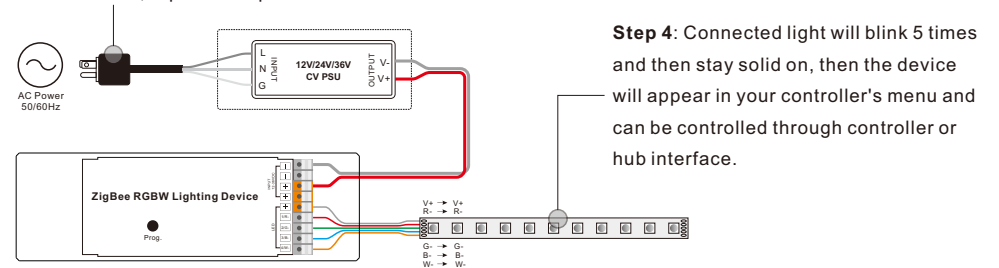 Step 4: Connected light will blink 5 times
and then stay solid on, then the device
will appear in your controller's menu and
can be controlled through controller or
hub interface.
AC Power
50/60Hz
L
N
G
INPUT
12V/24V/36V
CV PSU
OUTPUT
V-
V+
ZigBee RGBW Lighting Device
Prog.
INPUT
LED
V+ → V+
R- → R-
G- → G-
B- → B-
W- → W-